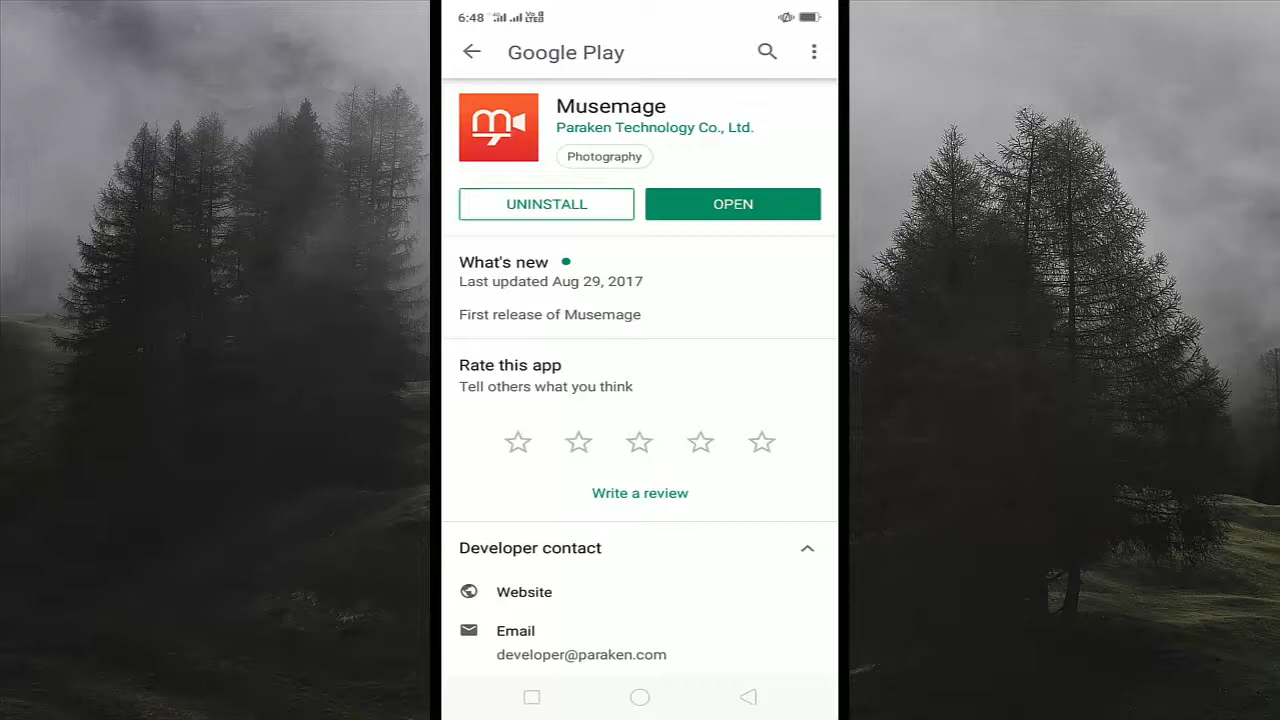 6:48
Google Play
Musemage
Paraken Technology Co., Ltd.
Photography
UNINSTALL
OPEN
What's new
Last updated Aug 29, 2017
First release of Musemage
Rate this app
Tell others what you think
Write a review
Developer contact
Website
Email
developer@paraken.com